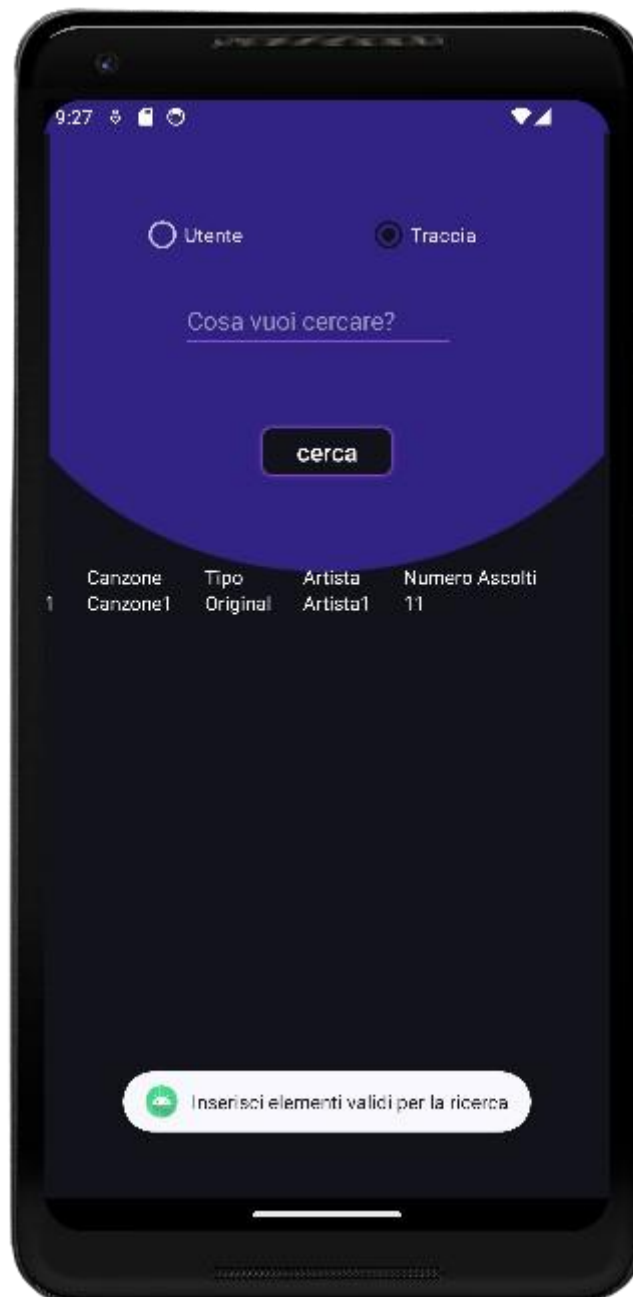 9:27
Utente Traccia
Cosa vuoi cercare?
cerca
Canzone Tipo Artista Numero Ascolti
1 Canzone1 Original Artista1 11
Inserisci elementi validi per la ricerca